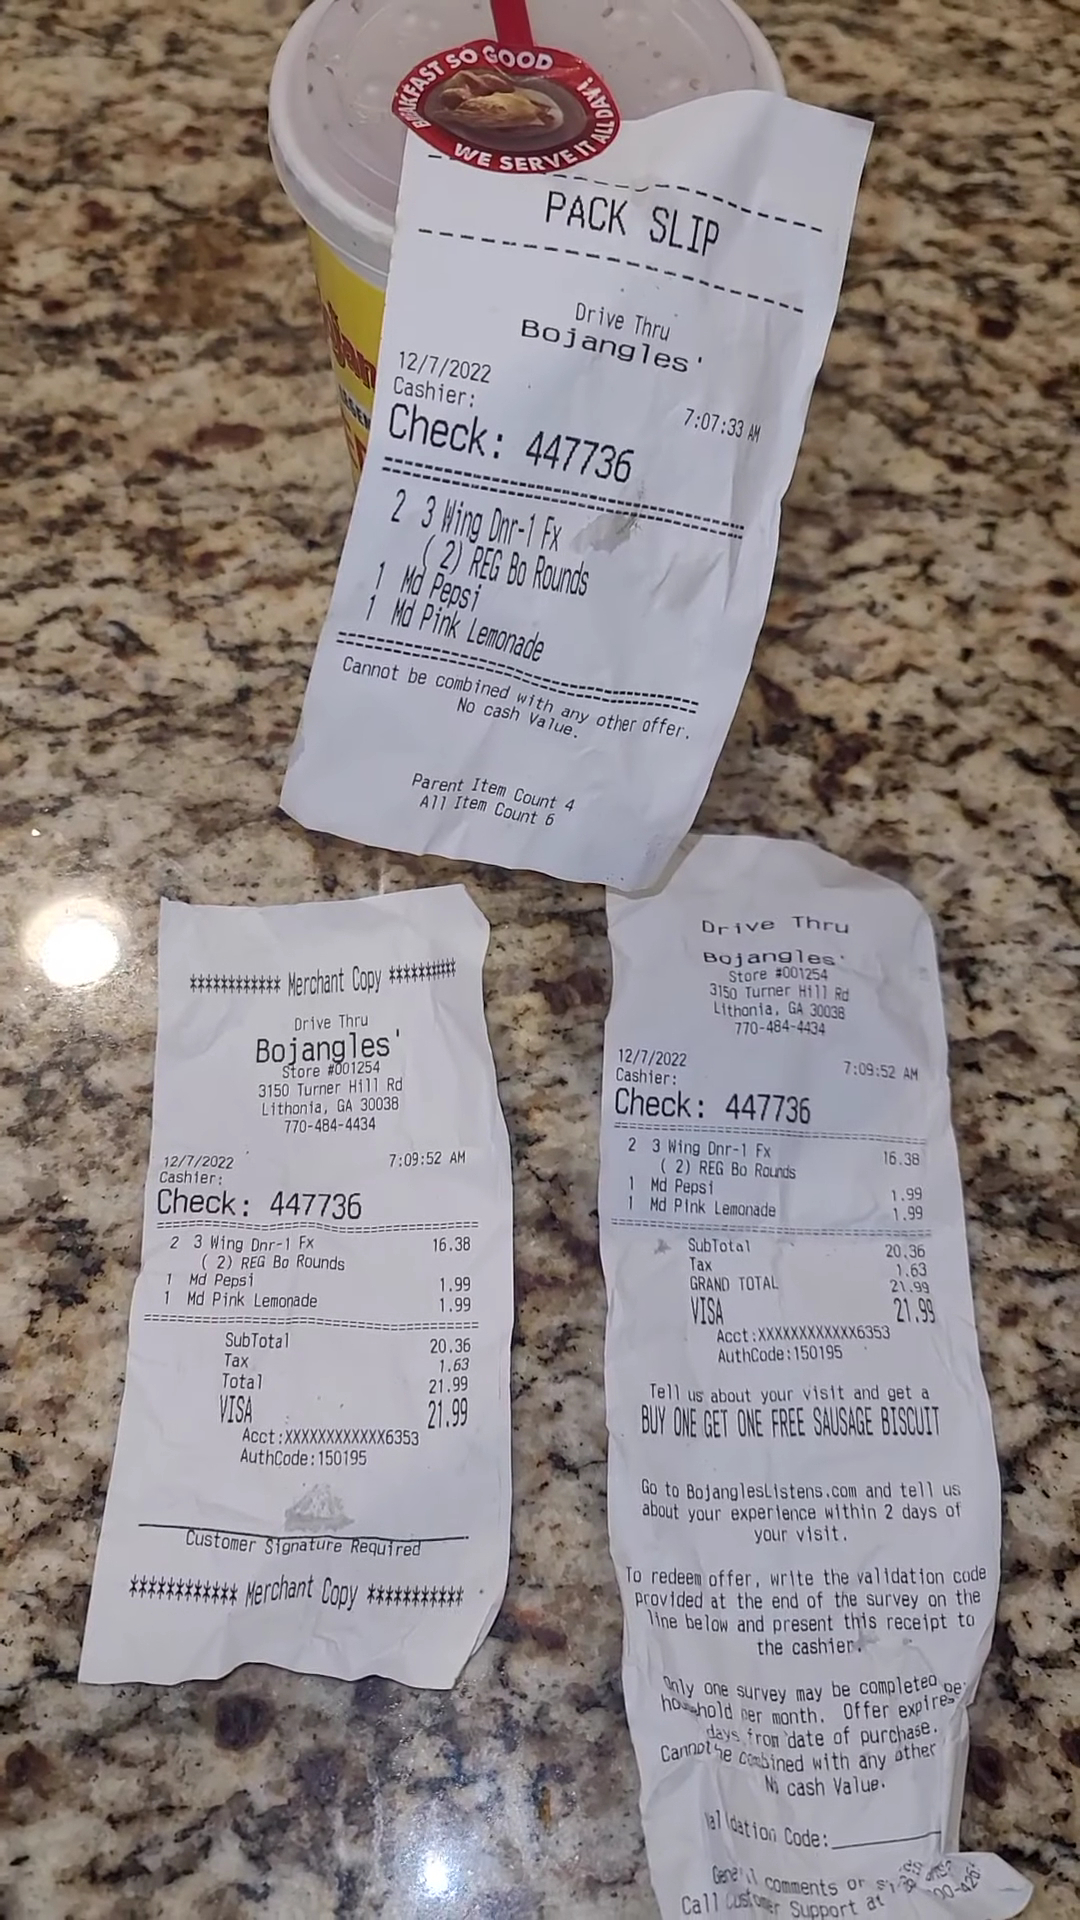 BREAKFAST SO GOOD
WE SERVE IT ALL DAY!
PACK SLIP
Drive Thru
Bojangles'
12/7/2022 7:07:33 AM
Cashier:
Check: 447736
2 3 Wing Dnr-1 Fx
( 2) REG Bo Rounds
1 Md Pepsi
1 Md Pink Lemonade
Cannot be combined with any other offer.
No cash Value.
Parent Item Count 4
All Item Count 6
************ Merchant Copy ***********
Drive Thru
Bojangles'
Store #001254
3150 Turner Hill Rd
Lithonia, GA 30038
770-484-4434
12/7/2022 7:09:52 AM
Cashier:
Check: 447736
2 3 Wing Dnr-1 Fx 16.38
( 2) REG Bo Rounds
1 Md Pepsi 1.99
1 Md Pink Lemonade 1.99
SubTotal 20.36
Tax 1.63
Total 21.99
VISA 21.99
Acct:XXXXXXXXXXXX6353
AuthCode:150195
Customer Signature Required
************ Merchant Copy ***********
Drive Thru
Bojangles'
Store #001254
3150 Turner Hill Rd
Lithonia, GA 30038
770-484-4434
12/7/2022 7:09:52 AM
Cashier:
Check: 447736
2 3 Wing Dnr-1 Fx 16.38
( 2) REG Bo Rounds
1 Md Pepsi 1.99
1 Md Pink Lemonade 1.99
SubTotal 20.36
Tax 1.63
GRAND TOTAL 21.99
VISA 21.99
Acct:XXXXXXXXXXXX6353
AuthCode:150195
Tell us about your visit and get a
BUY ONE GET ONE FREE SAUSAGE BISCUIT
Go to BojanglesListens.com and tell us
about your experience within 2 days of
your visit.
To redeem offer, write the validation code
provided at the end of the survey on the
line below and present this receipt to
the cashier.
Only one survey may be completed per
household per month. Offer expires
days from date of purchase.
Cannot be combined with any other
No cash Value.
Validation Code:
General comments or
Call Customer Support at